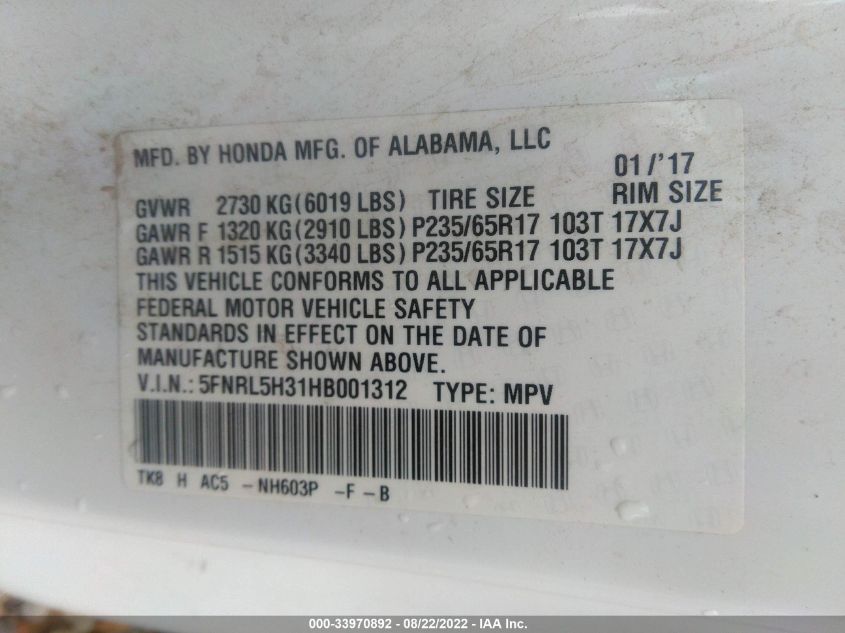 MFD. BY HONDA MFG. OF ALABAMA, LLC
01/'17
GVWR 2730 KG(6019 LBS) TIRE SIZE RIM SIZE
GAWR F 1320 KG(2910 LBS) P235/65R17 103T 17X7J
GAWR R 1515 KG(3340 LBS) P235/65R17 103T 17X7J
THIS VEHICLE CONFORMS TO ALL APPLICABLE
FEDERAL MOTOR VEHICLE SAFETY
STANDARDS IN EFFECT ON THE DATE OF
MANUFACTURE SHOWN ABOVE.
V.I.N.: 5FNRL5H31HB001312 TYPE: MPV
TK8 H AC5 -NH603P -F-B
000-33970892 - 08/22/2022 - IAA Inc.